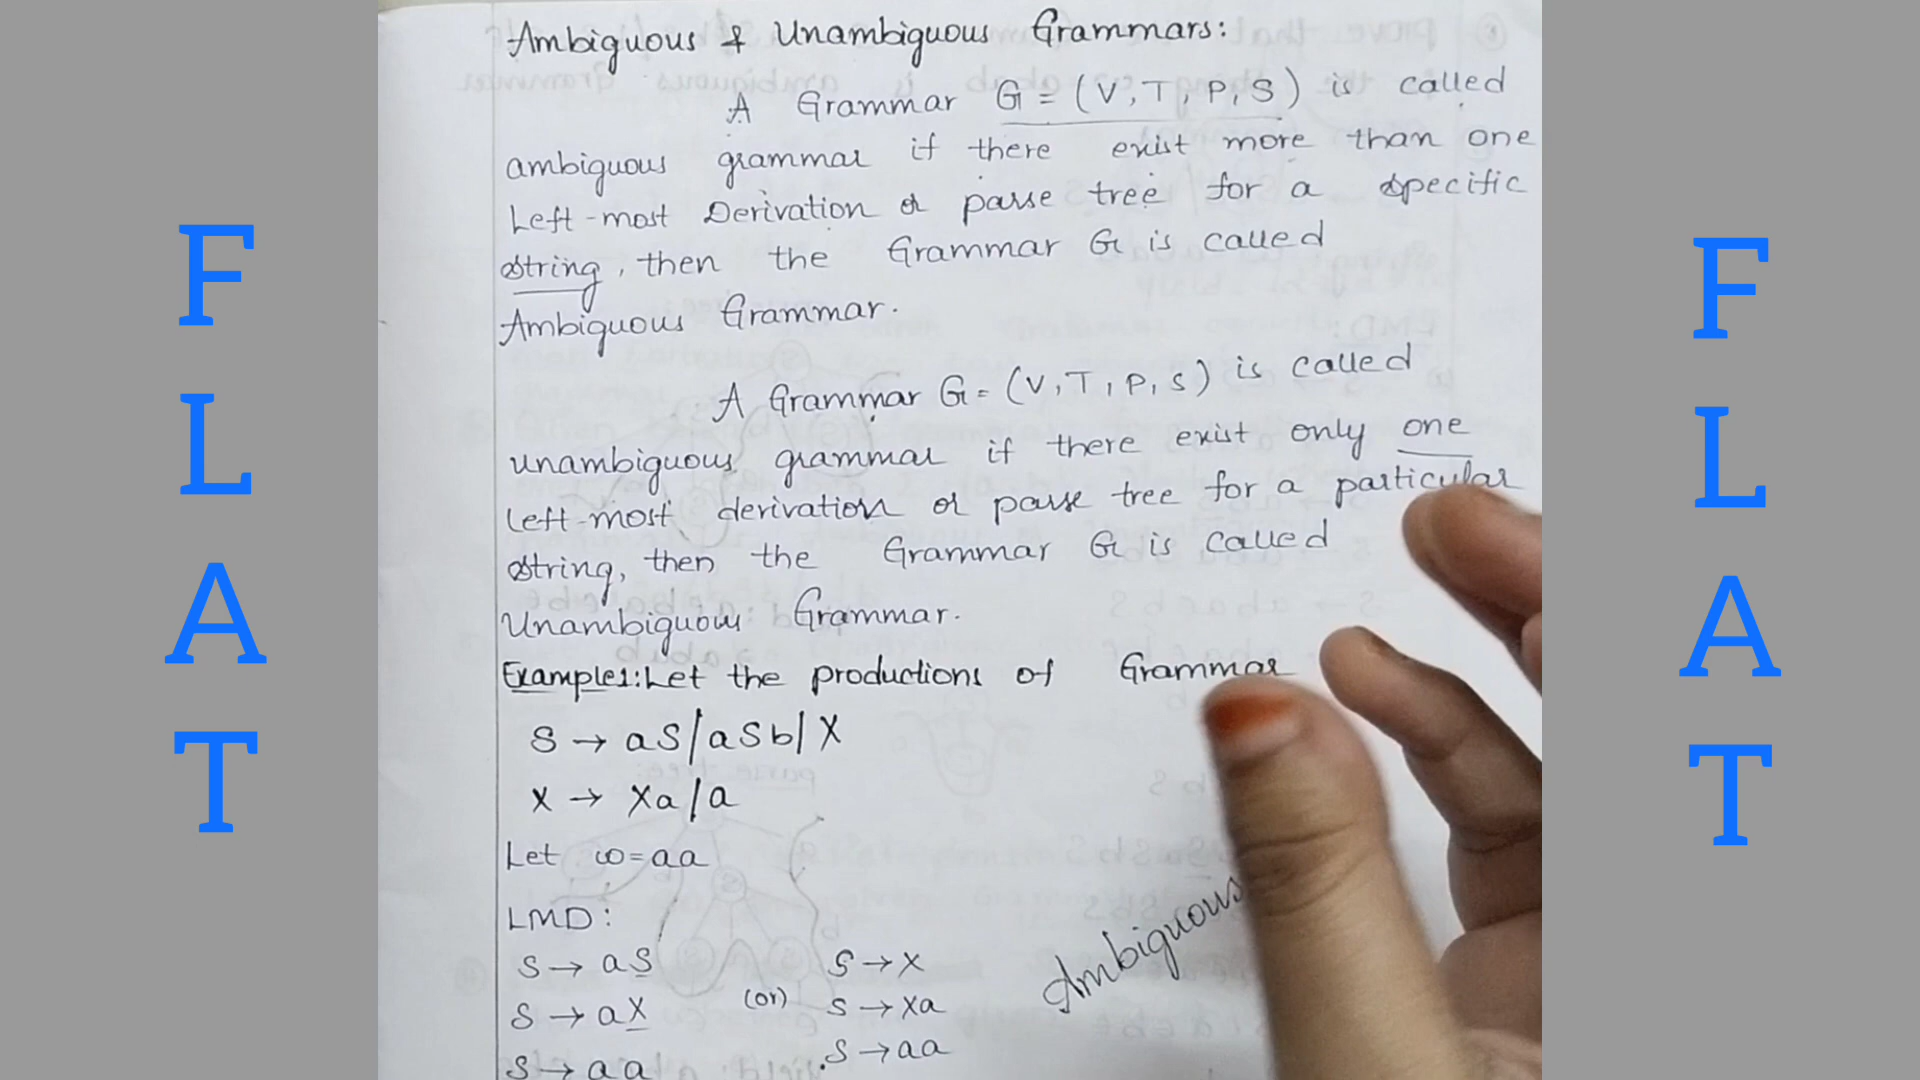 F
L
A
T
Ambiguous & Unambiguous Grammars:
A Grammar G = (V, T, P, S) is called
ambiguous grammar if there exist more than one
Left-most Derivation or parse tree for a specific
string, then the Grammar G is called
Ambiguous Grammar.
A Grammar G = (V, T, P, S) is called
unambiguous grammar if there exist only one
left-most derivation or parse tree for a particular
string, then the Grammar G is called
Unambiguous Grammar.
Example1: Let the productions of Grammar
S → aS/aSb/X
X → Xa/a
Let w=aa
LMD:
S → aS
S → aX
S → aa
(or)
S → X
S → Xa
S → aa
Ambiguous
F
L
A
T